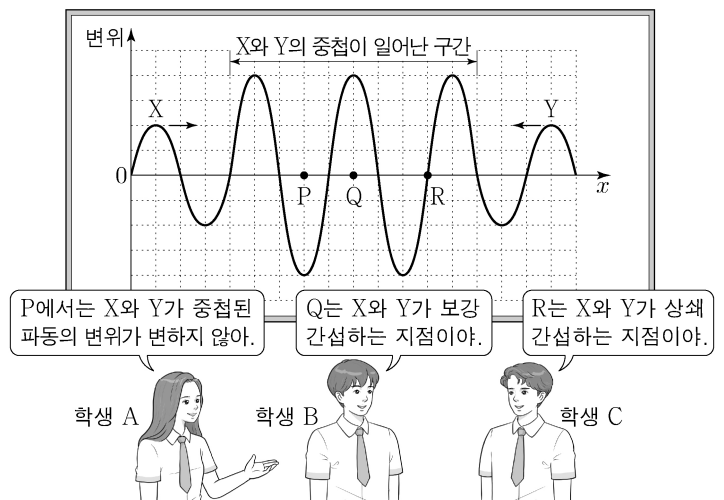 변위
X와 Y의 중첩이 일어난 구간
X
Y
0
P
Q
R
x
P에서는 X와 Y가 중첩된
파동의 변위가 변하지 않아.
Q는 X와 Y가 보강
간섭하는 지점이야.
R는 X와 Y가 상쇄
간섭하는 지점이야.
학생 A
학생 B
학생 C